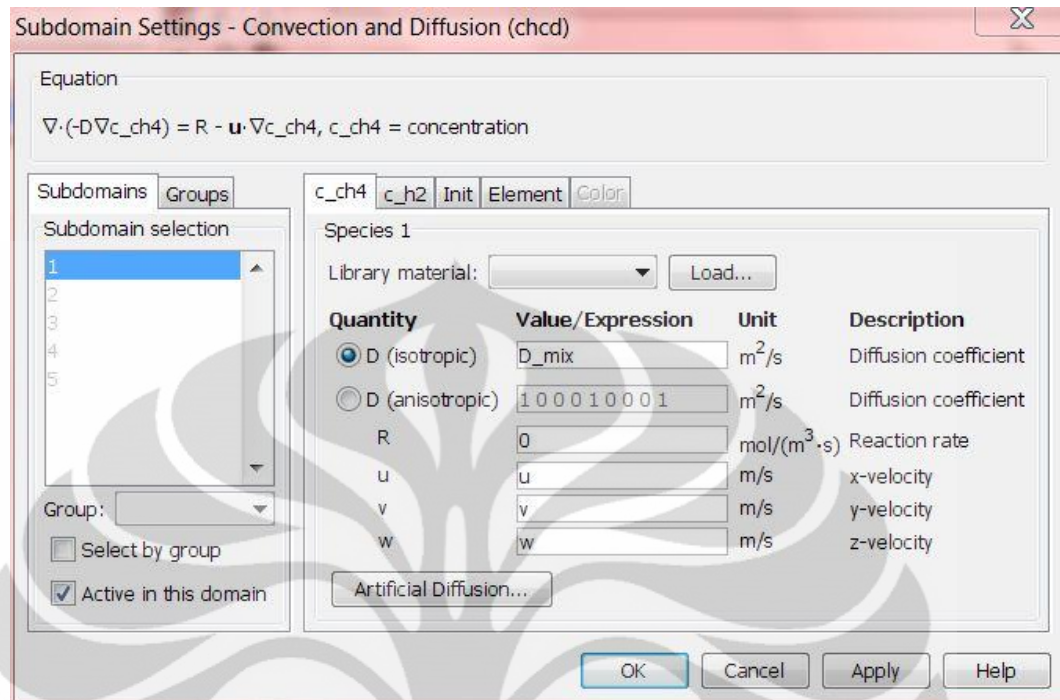 Subdomain Settings - Convection and Diffusion (chcd)
Equation
∇·(-D∇c_ch4) = R - u·∇c_ch4, c_ch4 = concentration
Subdomains Groups
Subdomain selection
1
2
3
4
5
Group:
Select by group
Active in this domain
c_ch4 c_h2 Init Element Color
Species 1
Library material: Load...
Quantity Value/Expression Unit Description
D (isotropic) D_mix m²/s Diffusion coefficient
D (anisotropic) 1 0 0 0 1 0 0 0 1 m²/s Diffusion coefficient
R 0 mol/(m³·s) Reaction rate
u u m/s x-velocity
v v m/s y-velocity
w w m/s z-velocity
Artificial Diffusion...
OK Cancel Apply Help